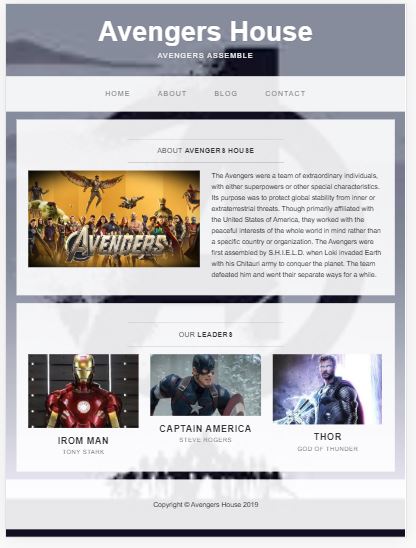 Avengers House
AVENGERS ASSEMBLE
HOME ABOUT BLOG CONTACT
ABOUT AVENGERS HOUSE
AVENGERS
The Avengers were a team of extraordinary individuals,
with either superpowers or other special characteristics.
Its purpose was to protect global stability from inner or
extraterrestrial threats. Though primarily affiliated with
the United States of America, they worked with the
peaceful interests of the whole world in mind rather than
a specific country or organization. The Avengers were
first assembled by S.H.I.E.L.D. when Loki invaded Earth
with his Chitauri army to conquer the planet. The team
defeated him and went their separate ways for a while.
OUR LEADERS
IRON MAN
TONY STARK
CAPTAIN AMERICA
STEVE ROGERS
THOR
GOD OF THUNDER
Copyright © Avengers House 2019